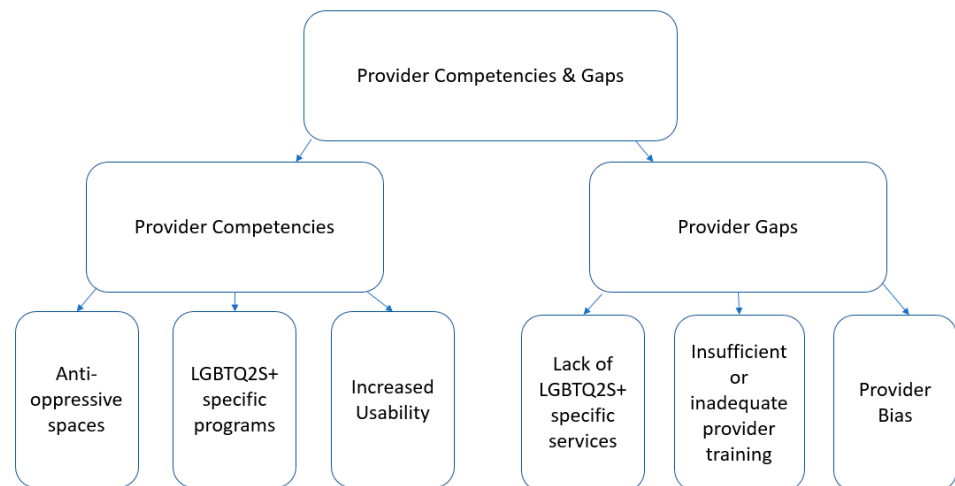 Provider Competencies & Gaps
Provider Competencies
Provider Gaps
Anti-
oppressive
spaces
LGBTQ2S+
specific
programs
Increased
Usability
Lack of
LGBTQ2S+
specific
services
Insufficient
or
inadequate
provider
training
Provider
Bias